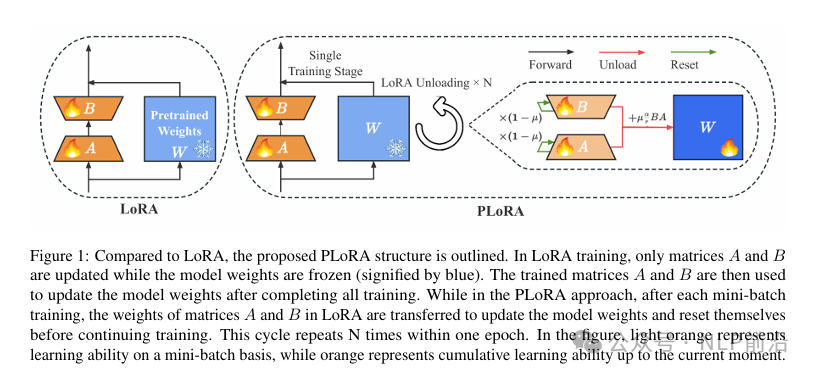 Single
Training Stage
LoRA Unloading × N
Forward
Unload
Reset
B
Pretrained
Weights
W
A
B
A
W
×(1 − μ)
×(1 − μ)
B
A
+μ α/r BA
W
LoRA
PLoRA
Figure 1: Compared to LoRA, the proposed PLoRA structure is outlined. In LoRA training, only matrices A and B
are updated while the model weights are frozen (signified by blue). The trained matrices A and B are then used
to update the model weights after completing all training. While in the PLoRA approach, after each mini-batch
training, the weights of matrices A and B in LoRA are transferred to update the model weights and reset themselves
before continuing training. This cycle repeats N times within one epoch. In the figure, light orange represents
learning ability on a mini-batch basis, while orange represents cumulative learning ability up to the current moment.
公众号 · NLP前沿